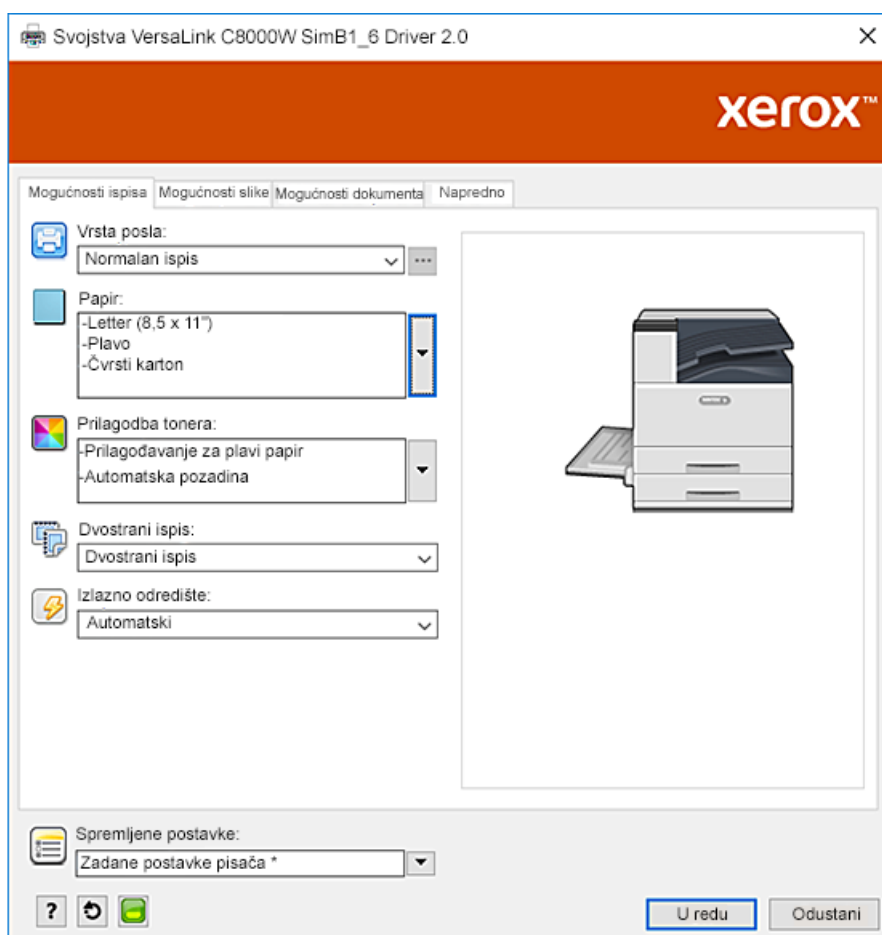 Svojstva VersaLink C8000W SimB1_6 Driver 2.0
xerox™
Mogućnosti ispisa Mogućnosti slike Mogućnosti dokumenta Napredno
Vrsta posla:
Normalan ispis
Papir:
-Letter (8,5 x 11")
-Plavo
-Čvrsti karton
Prilagodba tonera:
-Prilagođavanje za plavi papir
-Automatska pozadina
Dvostrani ispis:
Dvostrani ispis
Izlazno odredište:
Automatski
Spremljene postavke:
Zadane postavke pisača *
?
U redu Odustani